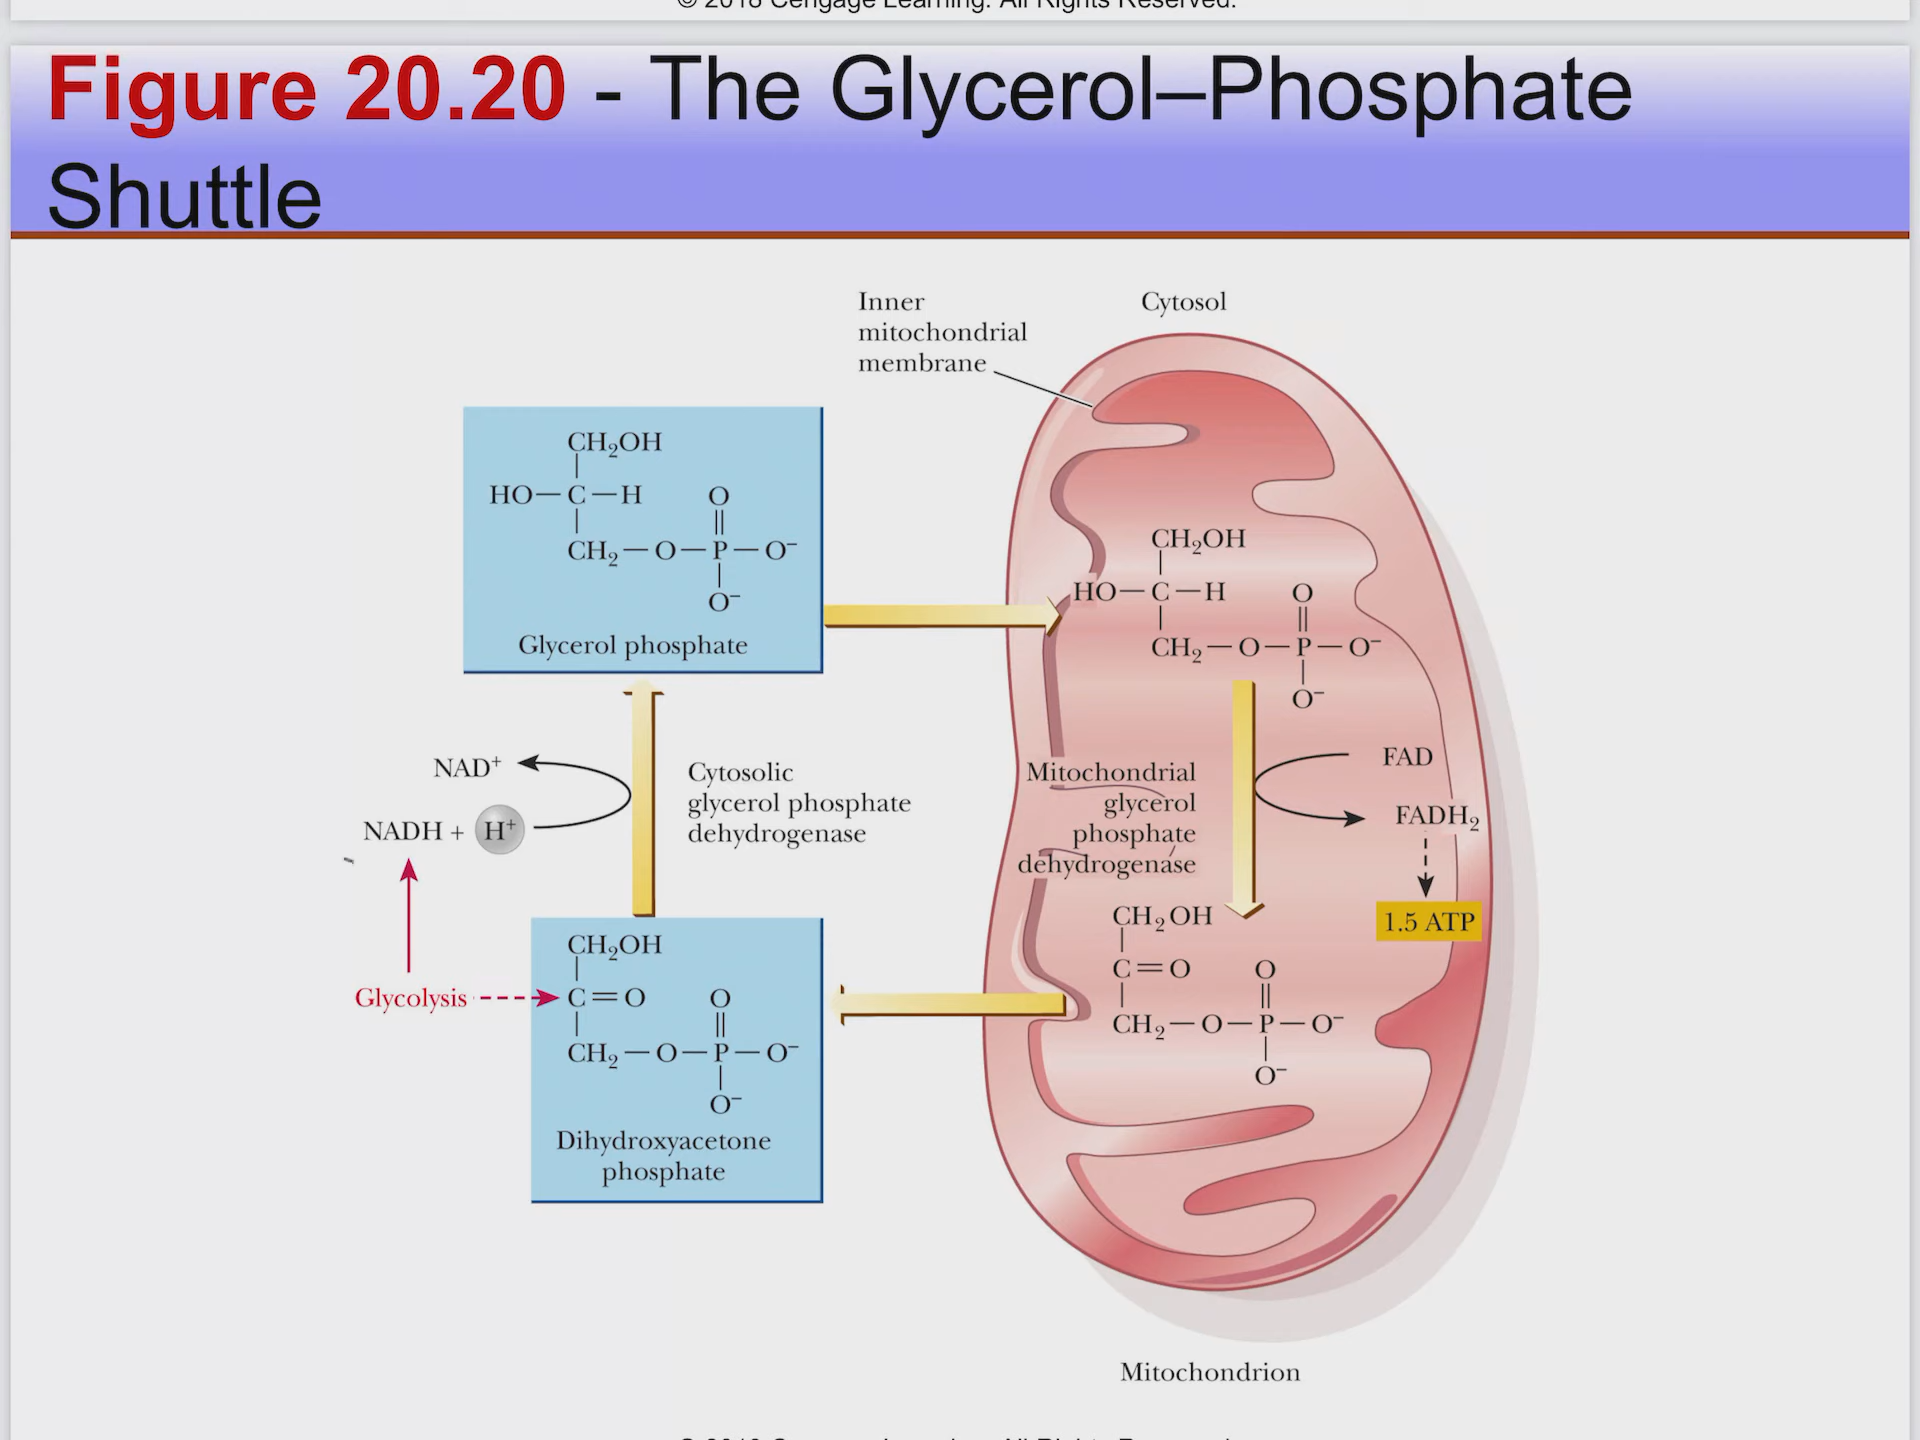 © 2018 Cengage Learning. All Rights Reserved.
Figure 20.20 - The Glycerol–Phosphate
Shuttle
Inner
mitochondrial
membrane
Cytosol
CH₂OH
HO—C—H O
CH₂—O—P—O⁻
O⁻
Glycerol phosphate
CH₂OH
HO—C—H O
CH₂—O—P—O⁻
O⁻
NAD⁺
NADH + H⁺
Cytosolic
glycerol phosphate
dehydrogenase
Mitochondrial
glycerol
phosphate
dehydrogenase
FAD
FADH₂
1.5 ATP
Glycolysis
CH₂OH
C=O O
CH₂—O—P—O⁻
O⁻
Dihydroxyacetone
phosphate
CH₂OH
C=O O
CH₂—O—P—O⁻
O⁻
Mitochondrion